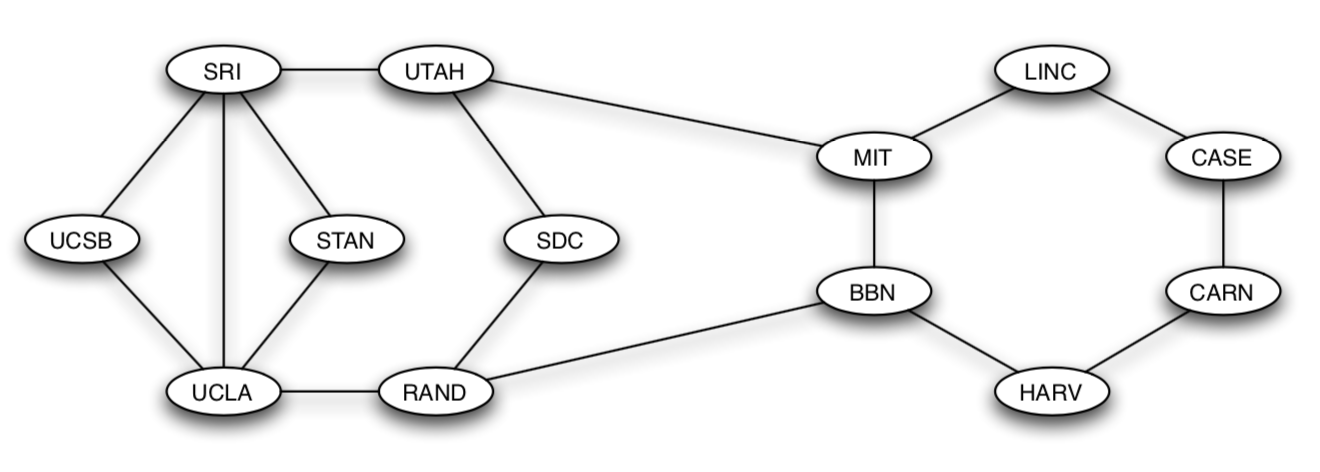 SRI
UTAH
LINC
MIT
CASE
UCSB
STAN
SDC
BBN
CARN
UCLA
RAND
HARV